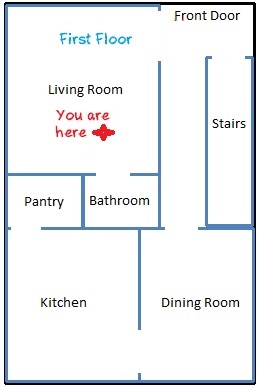 Front Door
First Floor
Living Room
You are
here
Stairs
Pantry
Bathroom
Kitchen
Dining Room